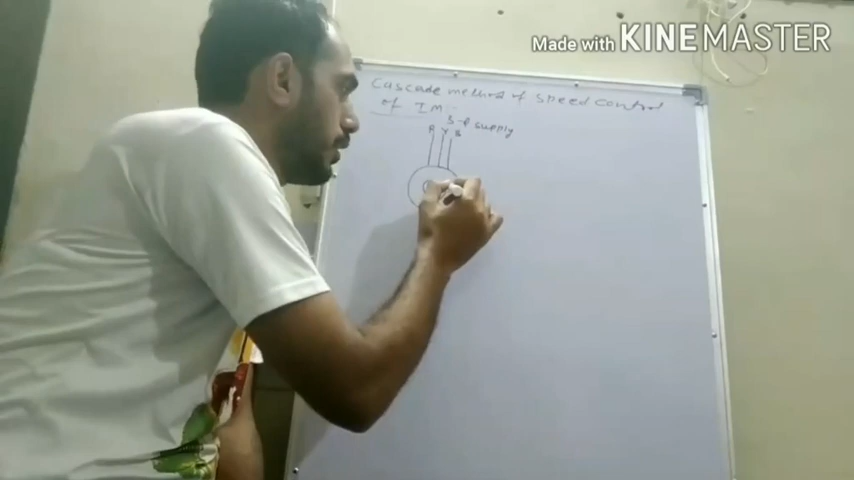 Made with KINEMASTER
Cascade method of speed Control
of IM:-
3-φ supply
R Y B